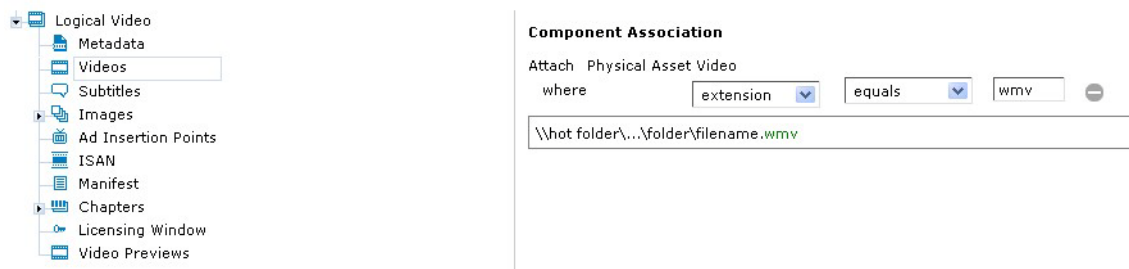 Logical Video
Metadata
Videos
Subtitles
Images
Ad Insertion Points
ISAN
Manifest
Chapters
Licensing Window
Video Previews
Component Association
Attach Physical Asset Video
where extension equals wmv
\\hot folder\...\folder\filename.wmv